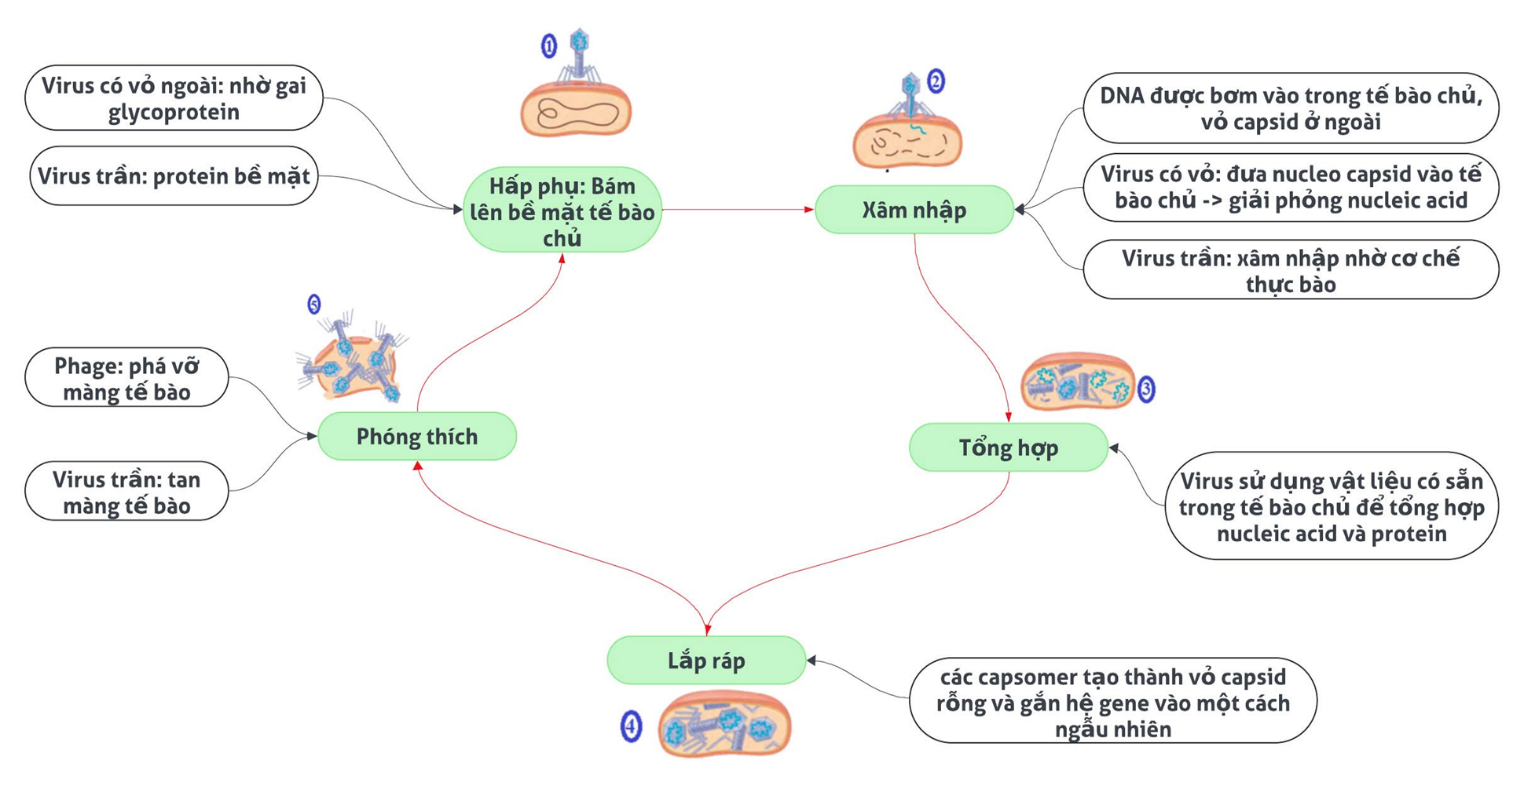 ①
Virus có vỏ ngoài: nhờ gai
glycoprotein
Virus trần: protein bề mặt
Hấp phụ: Bám
lên bề mặt tế bào
chủ
②
Xâm nhập
DNA được bơm vào trong tế bào chủ,
vỏ capsid ở ngoài
Virus có vỏ: đưa nucleo capsid vào tế
bào chủ -> giải phỏng nucleic acid
Virus trần: xâm nhập nhờ cơ chế
thực bào
③
Tổng hợp
Virus sử dụng vật liệu có sẵn
trong tế bào chủ để tổng hợp
nucleic acid và protein
Lắp ráp
④
các capsomer tạo thành vỏ capsid
rỗng và gắn hệ gene vào một cách
ngẫu nhiên
⑤
Phóng thích
Phage: phá vỡ
màng tế bào
Virus trần: tan
màng tế bào